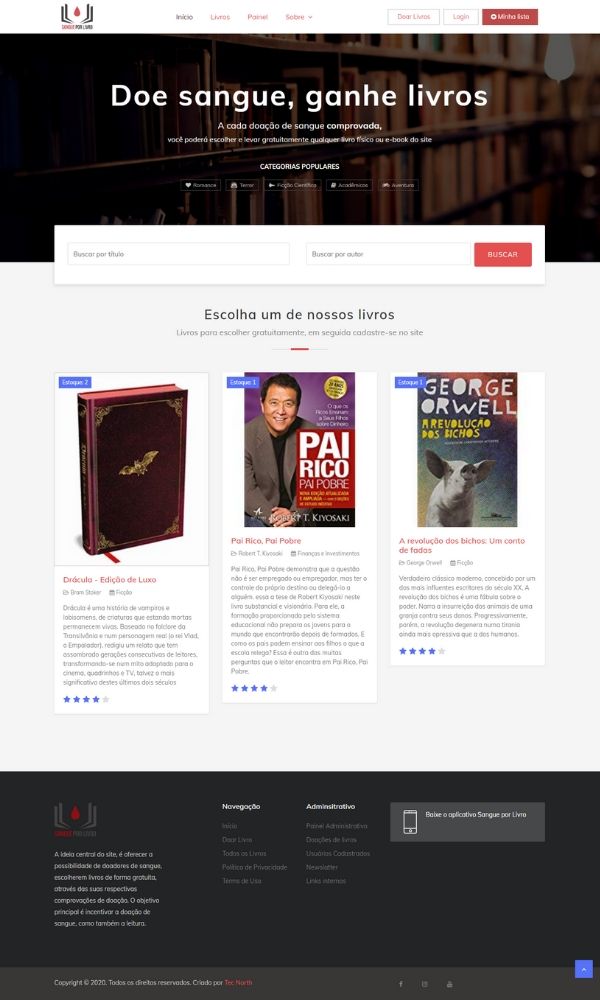 SANGUE POR LIVRO
Início Livros Painel Sobre
Doar Livros Login Minha lista
Doe sangue, ganhe livros
A cada doação de sangue comprovada,
você poderá escolher e levar gratuitamente qualquer livro físico ou e-book do site
CATEGORIAS POPULARES
Romance Terror Ficção Científica Acadêmicos Aventura
Buscar por título Buscar por autor BUSCAR
Escolha um de nossos livros
Livros para escolher gratuitamente, em seguida cadastre-se no site
Estoque: 2
Drácula - Edição de Luxo
Bram Stoker Ficção
Drácula é uma história de vampiros e
lobisomens, de criaturas que estando mortas
permanecem vivas. Baseado no folclore da
Transilvânia e num personagem real (o rei Vlad,
o Empalador), redigiu um relato que tem
assombrado gerações consecutivas de leitores,
transformando-se num mito adaptado para o
cinema, quadrinhos e TV, talvez o mais
significativo destes últimos dois séculos
Estoque: 1
O que os
Ricos Ensinam
a Seus Filhos
sobre Dinheiro
PAI
RICO
PAI POBRE
NOVA EDIÇÃO ATUALIZADA
E AMPLIADA
ROBERT T. KIYOSAKI
Pai Rico, Pai Pobre
Robert T. Kiyosaki Finanças e Investimentos
Pai Rico, Pai Pobre demonstra que a questão
não é ser empregado ou empregador, mas ter o
controle do próprio destino ou delegá-lo a
alguém. essa a tese de Robert Kiyosaki neste
livro substancial e visionário. Para ele, a
formação proporcionada pelo sistema
educacional não prepara os jovens para o
mundo que encontrarão depois de formados. E
como os pais podem ensinar aos filhos o que a
escola relega? Essa é outra das muitas
perguntas que o leitor encontra em Pai Rico, Pai
Pobre.
Estoque: 1
GEORGE
ORWELL
A REVOLUÇÃO
DOS BICHOS
A revolução dos bichos: Um conto
de fadas
George Orwell Ficção
Verdadeiro clássico moderno, concebido por um
dos mais influentes escritores do século XX, A
revolução dos bichos é uma fábula sobre o
poder. Narra a insurreição dos animais de uma
granja contra seus donos. Progressivamente,
porém, a revolução degenera numa tirania
ainda mais opressiva que a dos humanos.
SANGUE POR LIVRO
A ideia central do site, é oferecer a
possibilidade de doadores de sangue,
escolherem livros de forma gratuita,
através das suas respectivas
comprovações de doação. O objetivo
principal é incentivar a doação de
sangue, como também a leitura.
Navegação
Início
Doar Livro
Todos os Livros
Política de Privacidade
Termos de Uso
Adminsitrativo
Painel Administrativo
Doações de livros
Usuários Cadastrados
Newsletter
Links internos
Baixe o aplicativo Sangue por Livro
Copyright © 2020. Todos os direitos reservados. Criado por Tec North